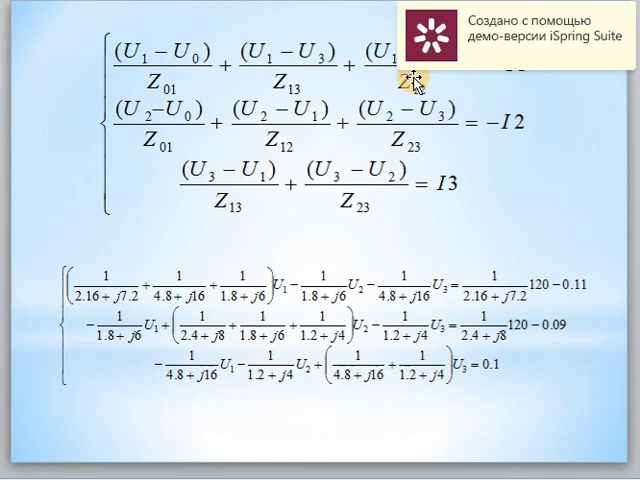 Создано с помощью
демо-версии iSpring Suite
(U₁ − U₀)/Z₀₁ + (U₁ − U₃)/Z₁₃ + (U₁
(U₂−U₀)/Z₀₁ + (U₂ − U₁)/Z₁₂ + (U₂ − U₃)/Z₂₃ = −I2
(U₃ − U₁)/Z₁₃ + (U₃ − U₂)/Z₂₃ = I3
(1/(2.16 + j7.2) + 1/(4.8 + j16) + 1/(1.8 + j6))U₁ − 1/(1.8 + j6) U₂ − 1/(4.8 + j16) U₃ = 1/(2.16 + j7.2) 120 − 0.11
− 1/(1.8 + j6) U₁ + (1/(2.4 + j8) + 1/(1.8 + j6) + 1/(1.2 + j4))U₂ − 1/(1.2 + j4) U₃ = 1/(2.4 + j8) 120 − 0.09
− 1/(4.8 + j16) U₁ − 1/(1.2 + j4) U₂ + (1/(4.8 + j16) + 1/(1.2 + j4))U₃ = 0.1